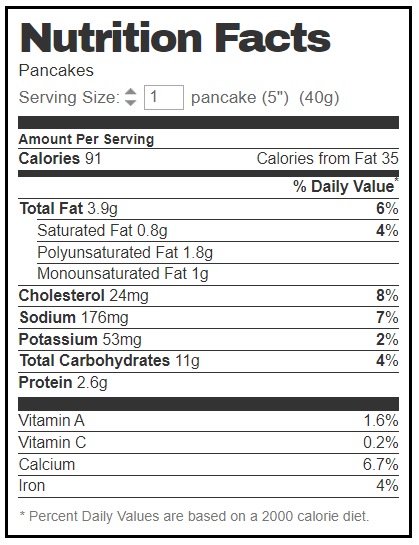 Nutrition Facts
Pancakes
Serving Size: 1 pancake (5") (40g)
Amount Per Serving
Calories 91 Calories from Fat 35
% Daily Value*
Total Fat 3.9g 6%
Saturated Fat 0.8g 4%
Polyunsaturated Fat 1.8g
Monounsaturated Fat 1g
Cholesterol 24mg 8%
Sodium 176mg 7%
Potassium 53mg 2%
Total Carbohydrates 11g 4%
Protein 2.6g
Vitamin A 1.6%
Vitamin C 0.2%
Calcium 6.7%
Iron 4%
* Percent Daily Values are based on a 2000 calorie diet.